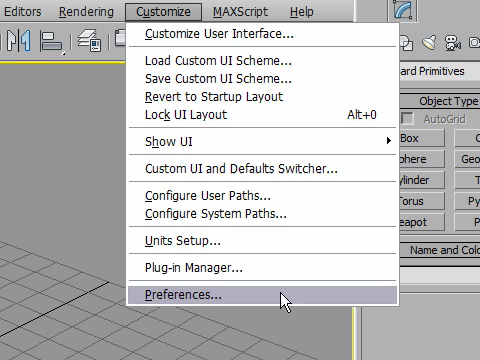 Editors Rendering Customize MAXScript Help
Customize User Interface...
Load Custom UI Scheme...
Save Custom UI Scheme...
Revert to Startup Layout
Lock UI Layout Alt+0
Show UI
Custom UI and Defaults Switcher...
Configure User Paths...
Configure System Paths...
Units Setup...
Plug-in Manager...
Preferences...
ard Primitives
Object Type
AutoGrid
Box C
phere Geo
ylinder T
orus Py
eapot P
Name and Colo